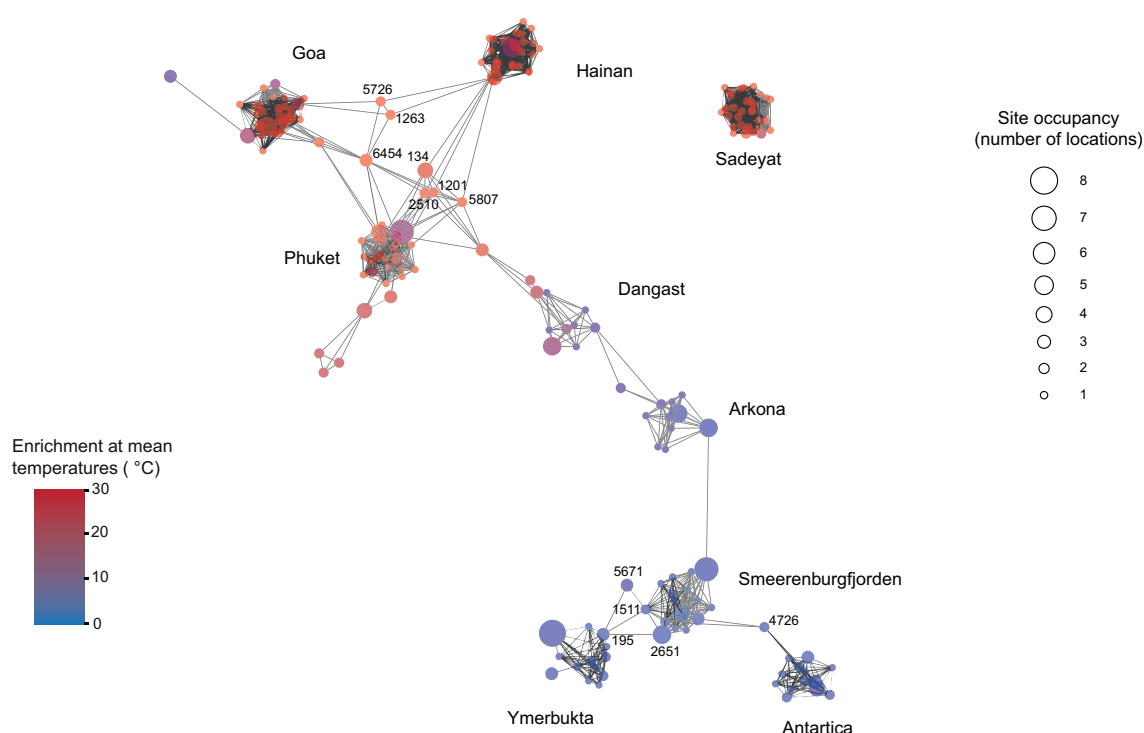 Goa
Hainan
5726
1263
Sadeyat
Site occupancy
(number of locations)
8
7
6
5
4
3
2
1
6454
134
1201
5807
2510
Phuket
Dangast
Arkona
Enrichment at mean
temperatures ( °C)
30
20
10
0
5671
Smeerenburgfjorden
1511
4726
195
2651
Ymerbukta
Antartica